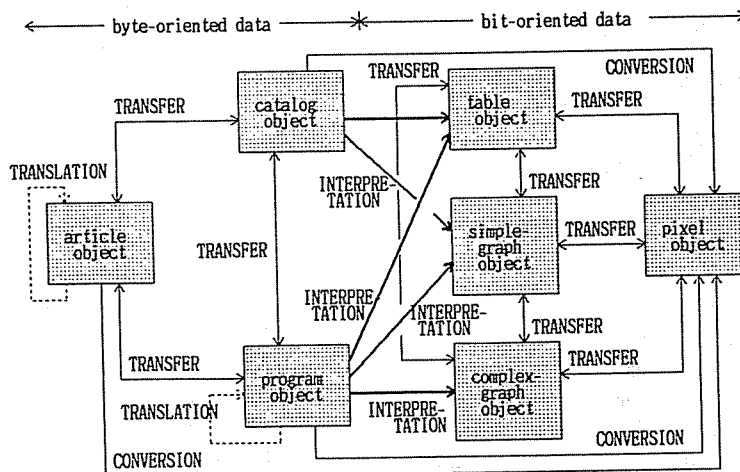 byte-oriented data
bit-oriented data
TRANSFER
CONVERSION
catalog
object
table
object
TRANSFER
TRANSFER
TRANSLATION
INTERPRE-
TATION
TRANSFER
article
object
simple-
graph
object
TRANSFER
pixel
object
TRANSFER
INTERPRE-
TATION
INTERPRE-
TATION
TRANSFER
TRANSFER
program
object
complex-
graph
object
TRANSFER
TRANSLATION
INTERPRE-
TATION
CONVERSION
CONVERSION